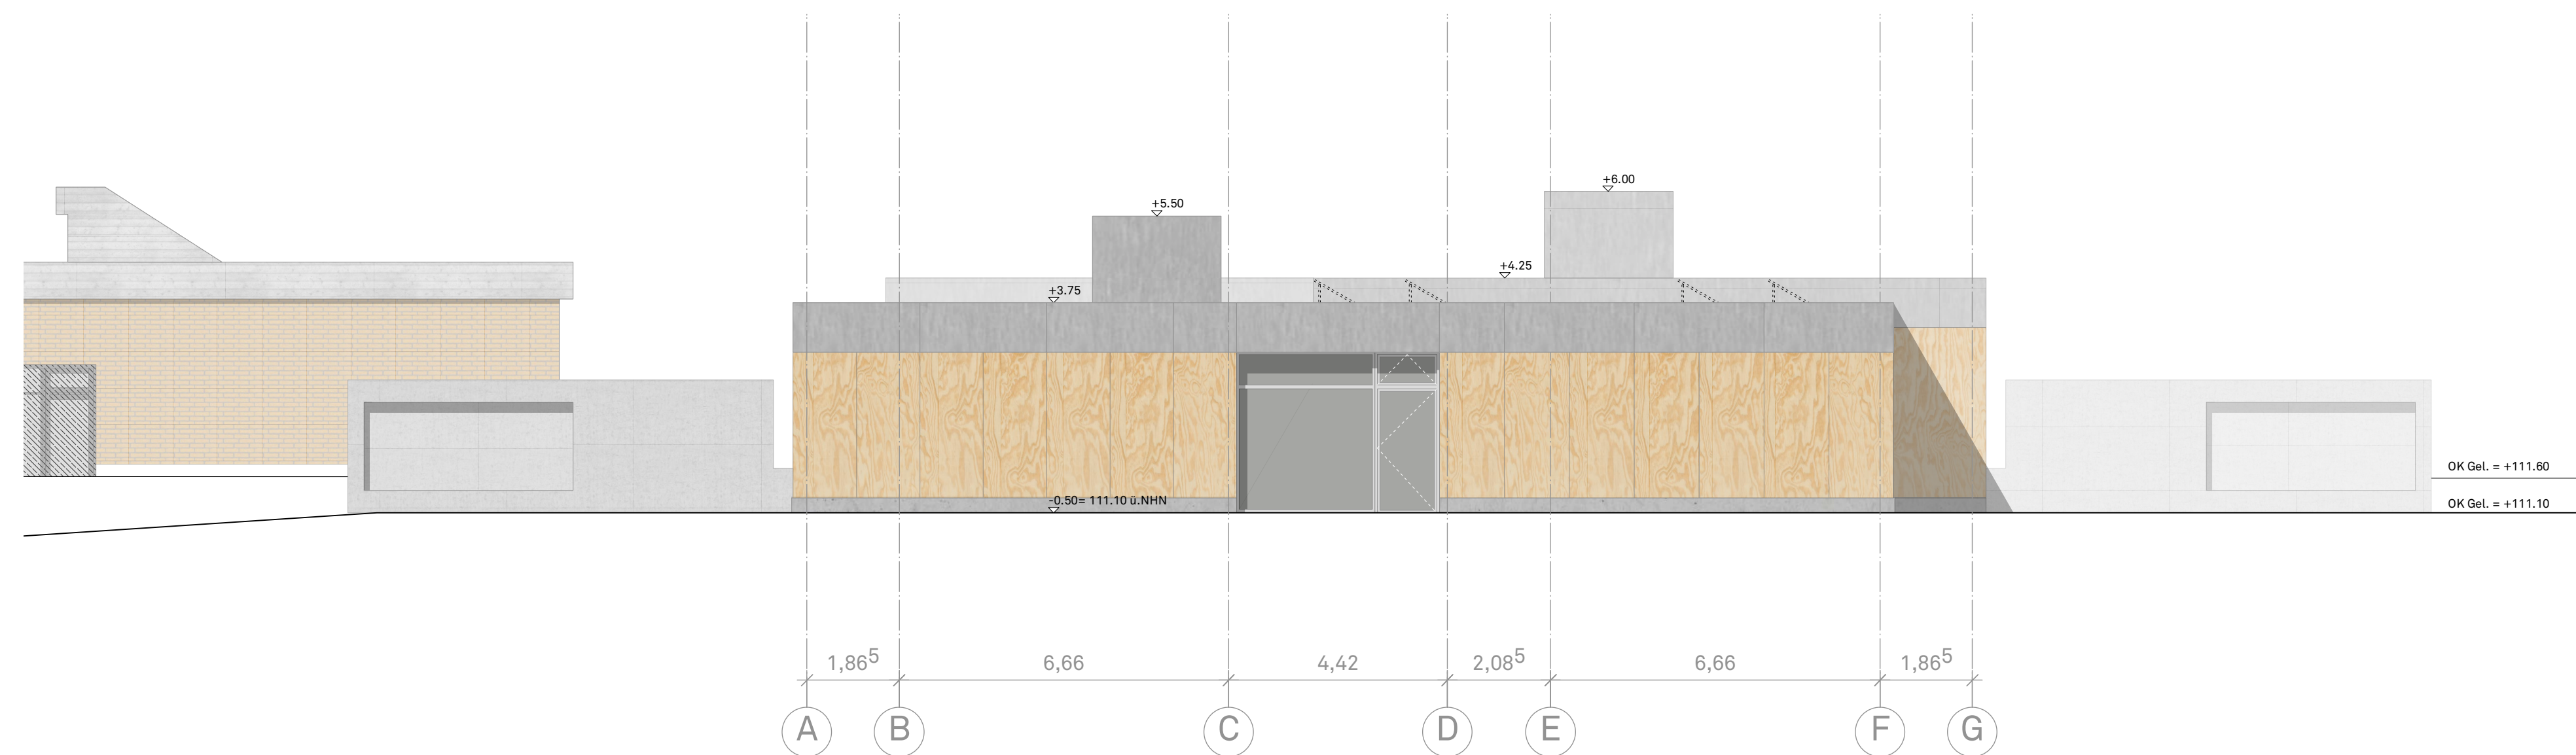 +6.00
+5.50
+4.25
+3.75
OK Gel. = +111.60
-0.50= 111.10 ü.NHN
OK Gel. = +111.10
1,86⁵ 6,66 4,42 2,08⁵ 6,66 1,86⁵
A B C D E F G